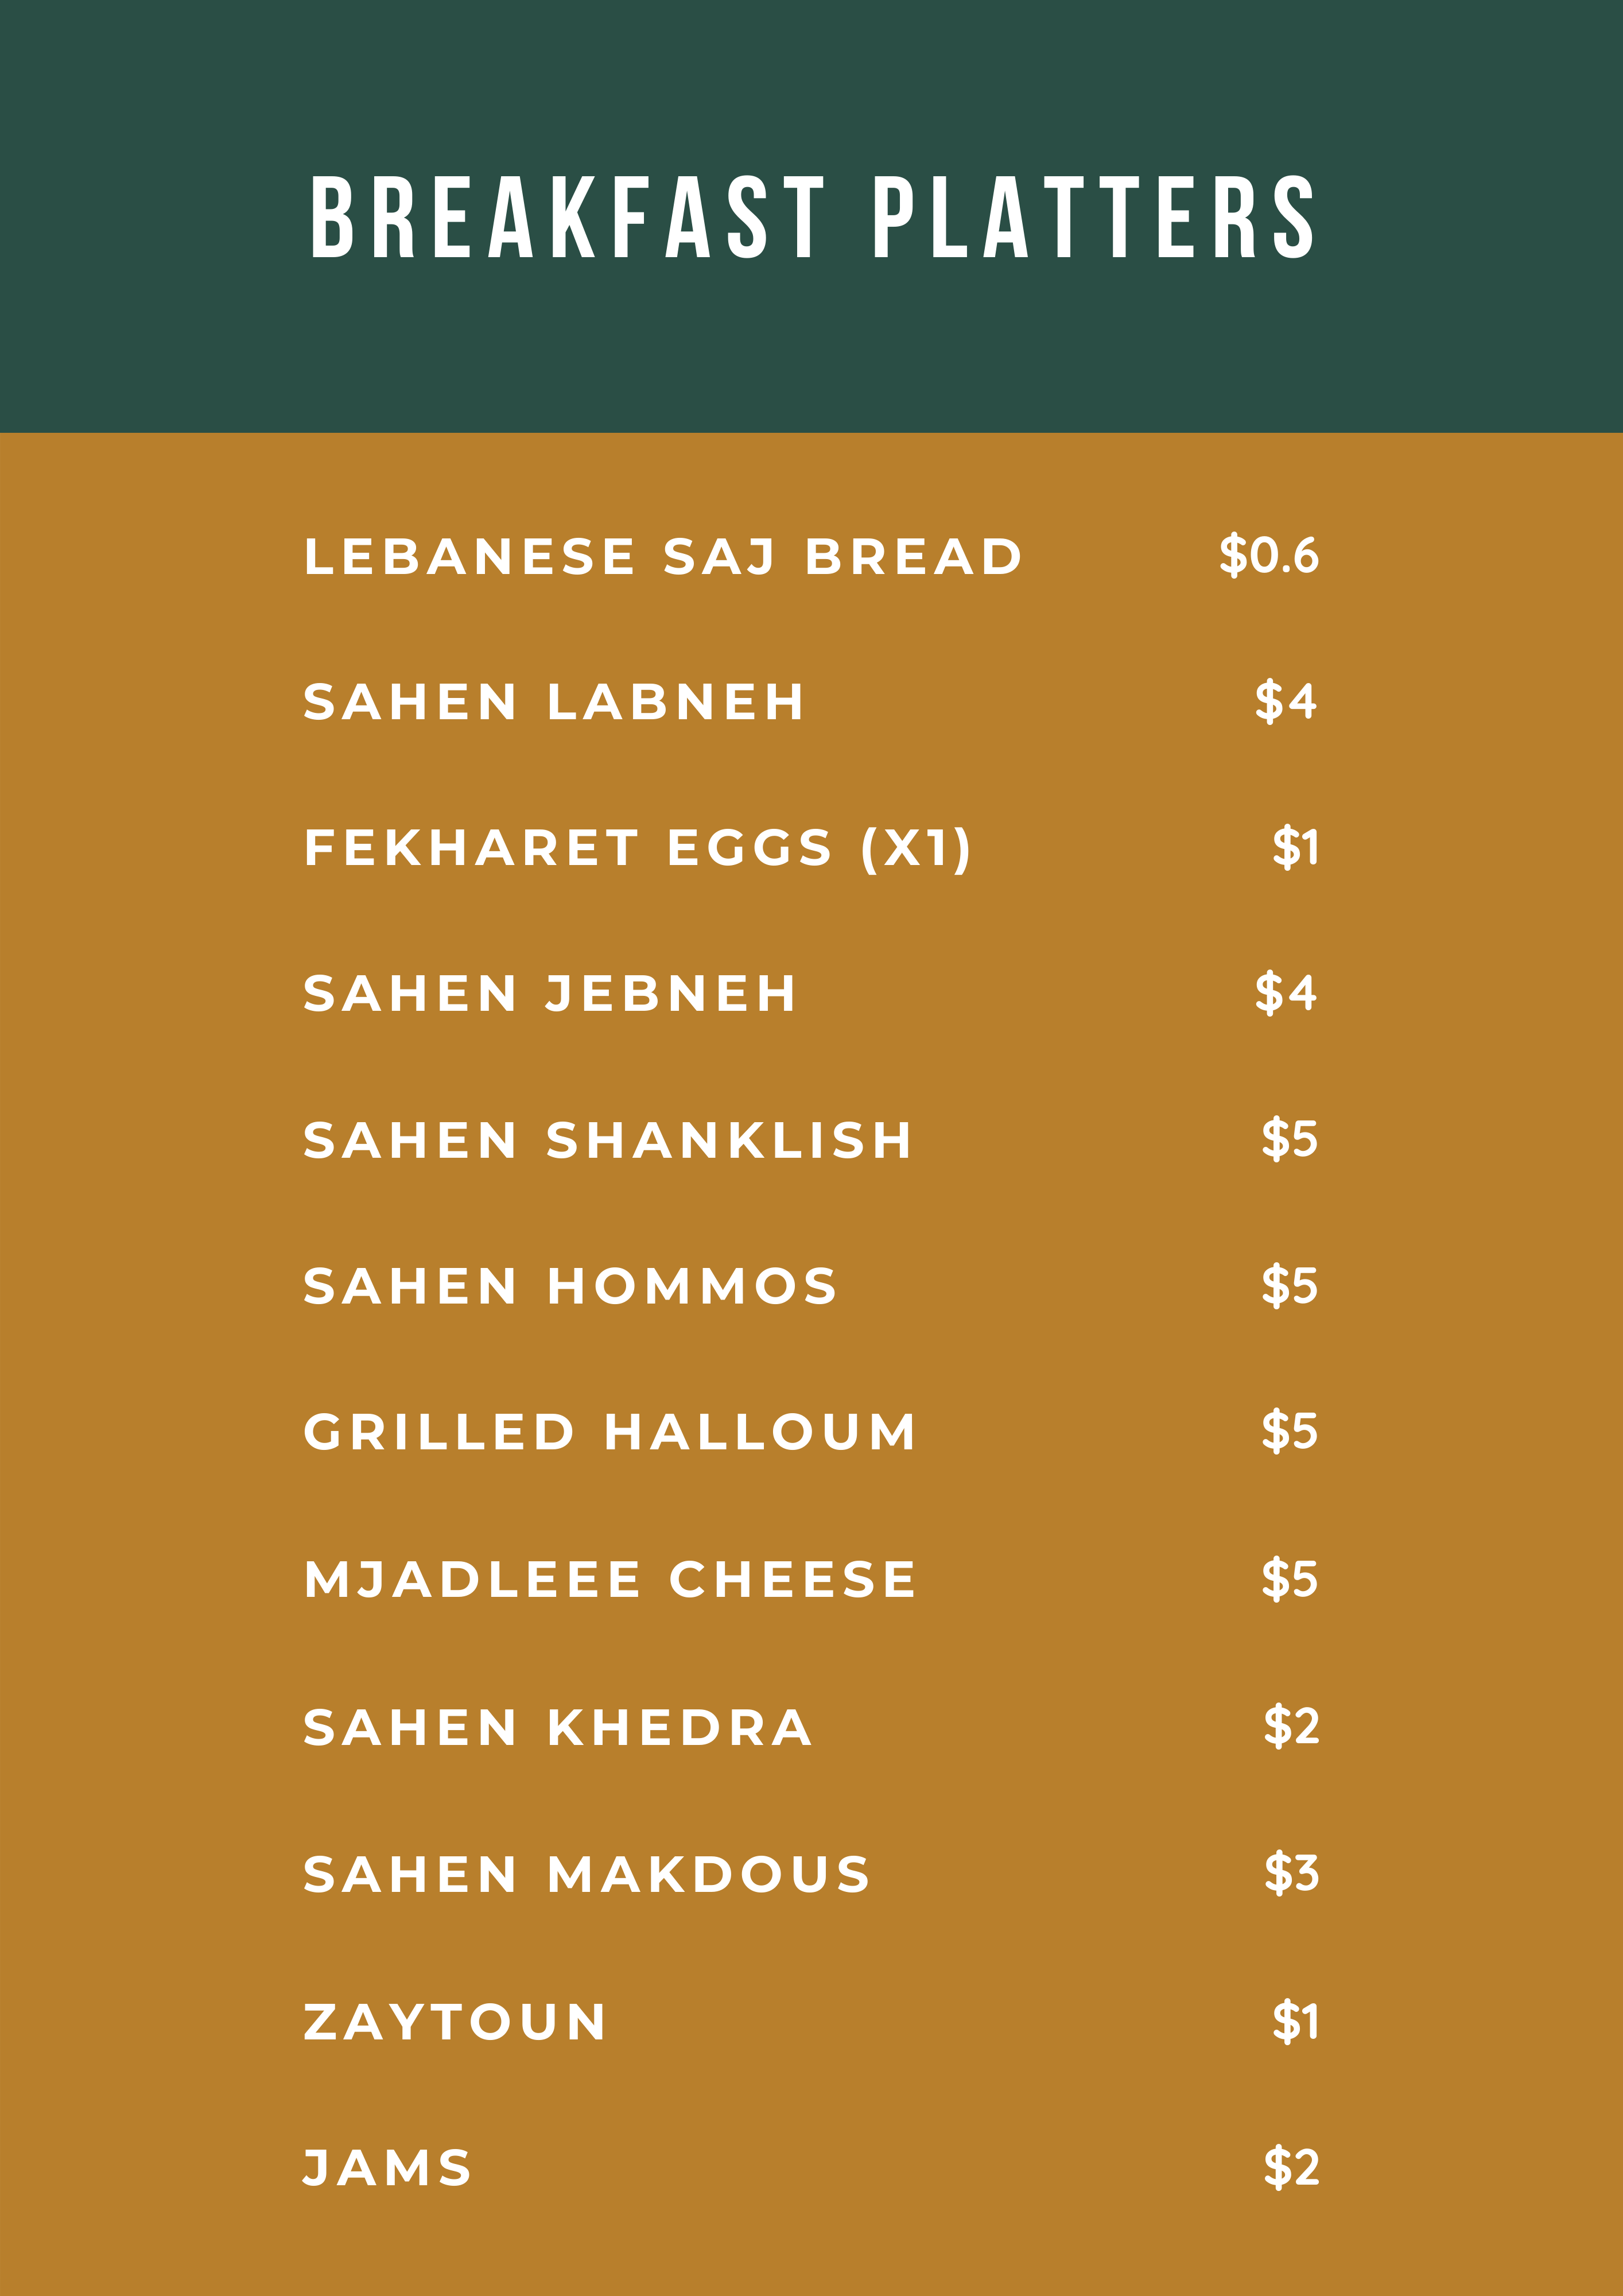 BREAKFAST PLATTERS
LEBANESE SAJ BREAD $0.6
SAHEN LABNEH $4
FEKHARET EGGS (X1) $1
SAHEN JEBNEH $4
SAHEN SHANKLISH $5
SAHEN HOMMOS $5
GRILLED HALLOUM $5
MJADLEEE CHEESE $5
SAHEN KHEDRA $2
SAHEN MAKDOUS $3
ZAYTOUN $1
JAMS $2